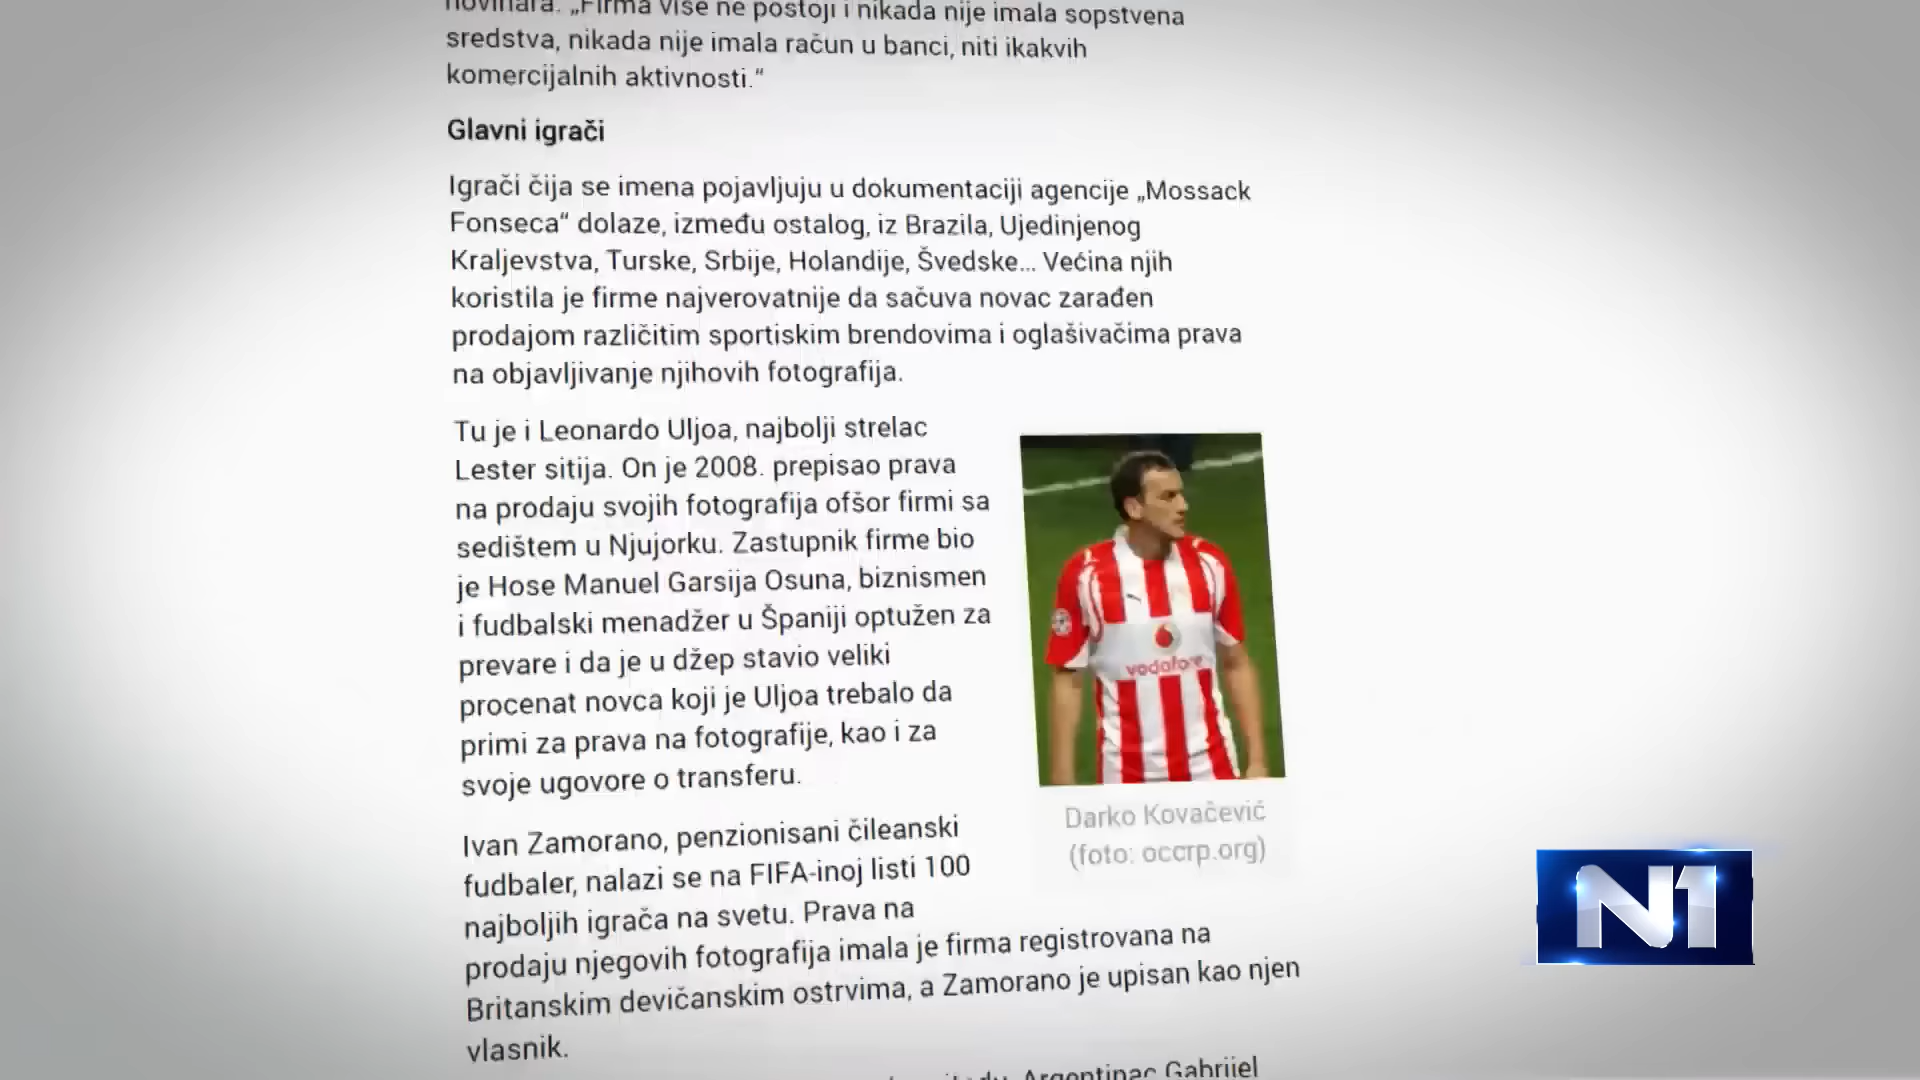 novinara. „Firma više ne postoji i nikada nije imala sopstvena
sredstva, nikada nije imala račun u banci, niti ikakvih
komercijalnih aktivnosti.“
Glavni igrači
Igrači čija se imena pojavljuju u dokumentaciji agencije „Mossack
Fonseca“ dolaze, između ostalog, iz Brazila, Ujedinjenog
Kraljevstva, Turske, Srbije, Holandije, Švedske... Većina njih
koristila je firme najverovatnije da sačuva novac zarađen
prodajom različitim sportiskim brendovima i oglašivačima prava
na objavljivanje njihovih fotografija.
Tu je i Leonardo Uljoa, najbolji strelac
Lester sitija. On je 2008. prepisao prava
na prodaju svojih fotografija ofšor firmi sa
sedištem u Njujorku. Zastupnik firme bio
je Hose Manuel Garsija Osuna, biznismen
i fudbalski menadžer u Španiji optužen za
prevare i da je u džep stavio veliki
procenat novca koji je Uljoa trebalo da
primi za prava na fotografije, kao i za
svoje ugovore o transferu.
vodafone
Darko Kovačević
(foto: occrp.org)
Ivan Zamorano, penzionisani čileanski
fudbaler, nalazi se na FIFA-inoj listi 100
najboljih igrača na svetu. Prava na
prodaju njegovih fotografija imala je firma registrovana na
Britanskim devičanskim ostrvima, a Zamorano je upisan kao njen
vlasnik.
Argentinac Gabrijel
N1